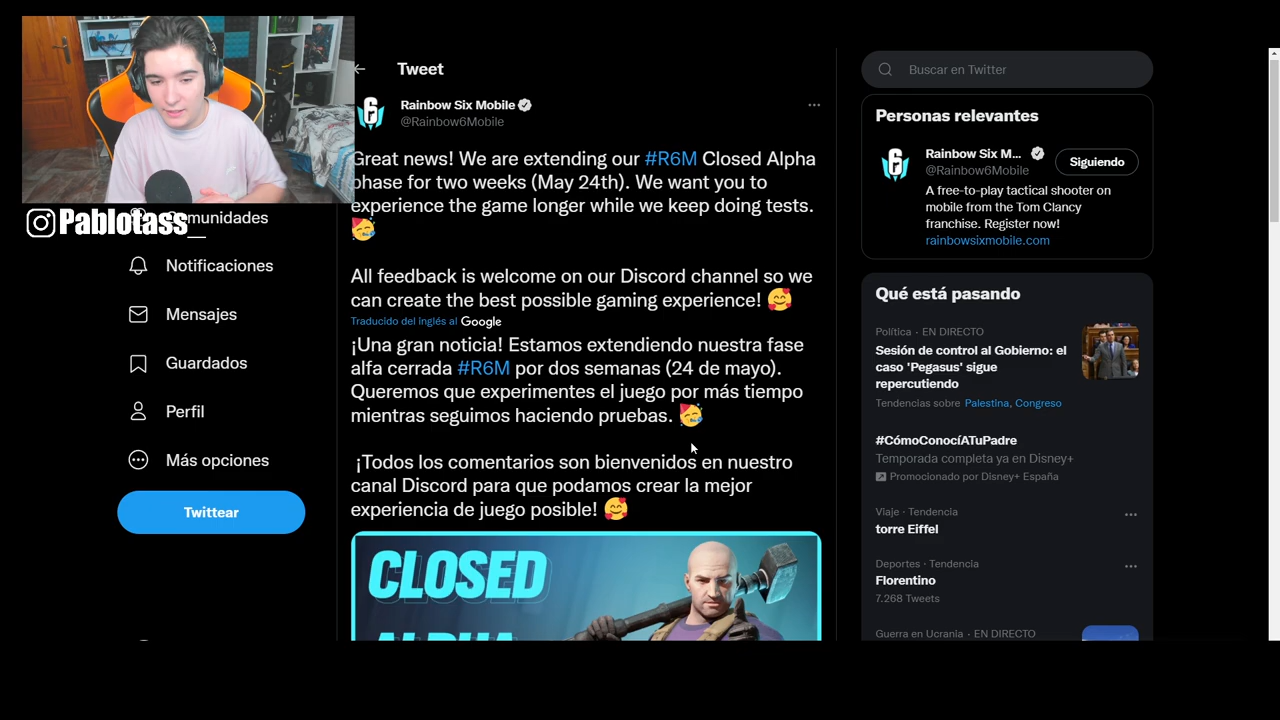 Pablotass_
Comunidades
Notificaciones
Mensajes
Guardados
Perfil
Más opciones
Twittear
Tweet
Rainbow Six Mobile
@Rainbow6Mobile
Great news! We are extending our #R6M Closed Alpha
phase for two weeks (May 24th). We want you to
experience the game longer while we keep doing tests.
🥳
All feedback is welcome on our Discord channel so we
can create the best possible gaming experience! 🥰
Traducido del inglés al Google
¡Una gran noticia! Estamos extendiendo nuestra fase
alfa cerrada #R6M por dos semanas (24 de mayo).
Queremos que experimentes el juego por más tiempo
mientras seguimos haciendo pruebas. 🥳
¡Todos los comentarios son bienvenidos en nuestro
canal Discord para que podamos crear la mejor
experiencia de juego posible! 🥰
CLOSED
ALPHA
Buscar en Twitter
Personas relevantes
Rainbow Six M...
@Rainbow6Mobile
Siguiendo
A free-to-play tactical shooter on
mobile from the Tom Clancy
franchise. Register now!
rainbowsixmobile.com
Qué está pasando
Política · EN DIRECTO
Sesión de control al Gobierno: el
caso 'Pegasus' sigue
repercutiendo
Tendencias sobre Palestina, Congreso
#CómoConocíATuPadre
Temporada completa ya en Disney+
Promocionado por Disney+ España
Viaje · Tendencia
torre Eiffel
Deportes · Tendencia
Florentino
7.268 Tweets
Guerra en Ucrania · EN DIRECTO